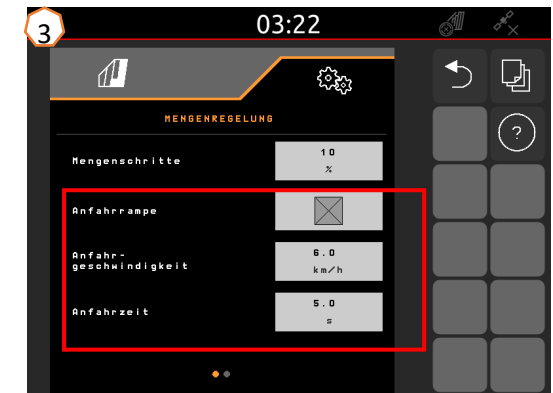 3
03:22
MENGENREGELUNG
Mengenschritte
10
%
Anfahrrampe
Anfahr-
geschwindigkeit
6.0
km/h
Anfahrzeit
5.0
s
?